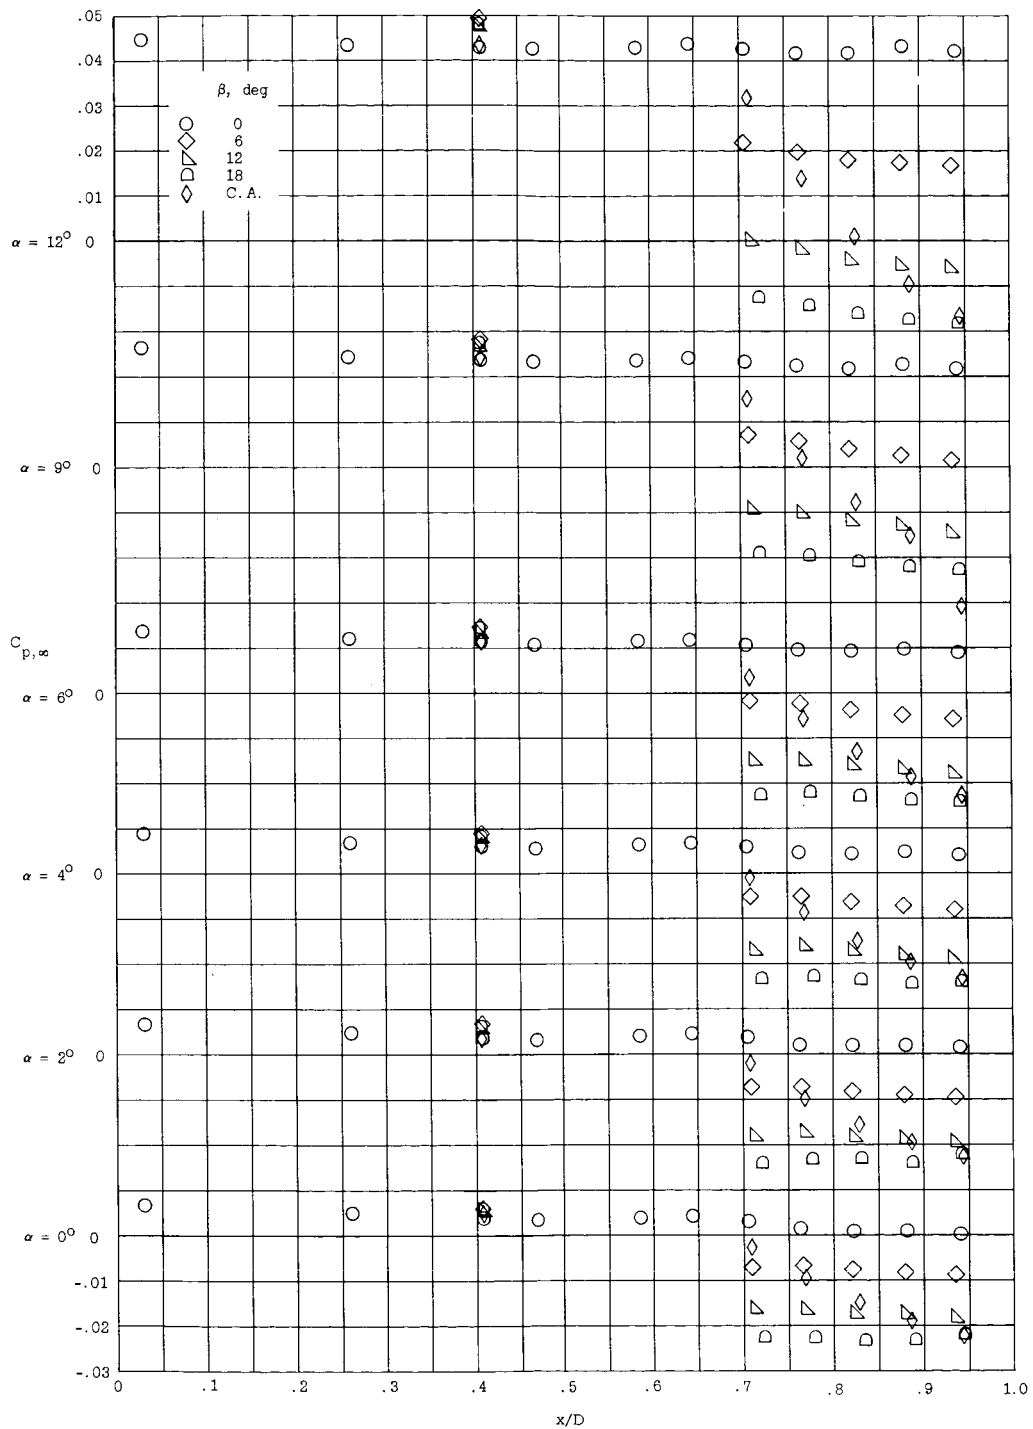 .05
.04
.03
.02
.01
α = 12° 0
β, deg
0
6
12
18
C.A.
α = 9° 0
C p,∞
α = 6° 0
α = 4° 0
α = 2° 0
α = 0° 0
-.01
-.02
-.03
0 .1 .2 .3 .4 .5 .6 .7 .8 .9 1.0
x/D